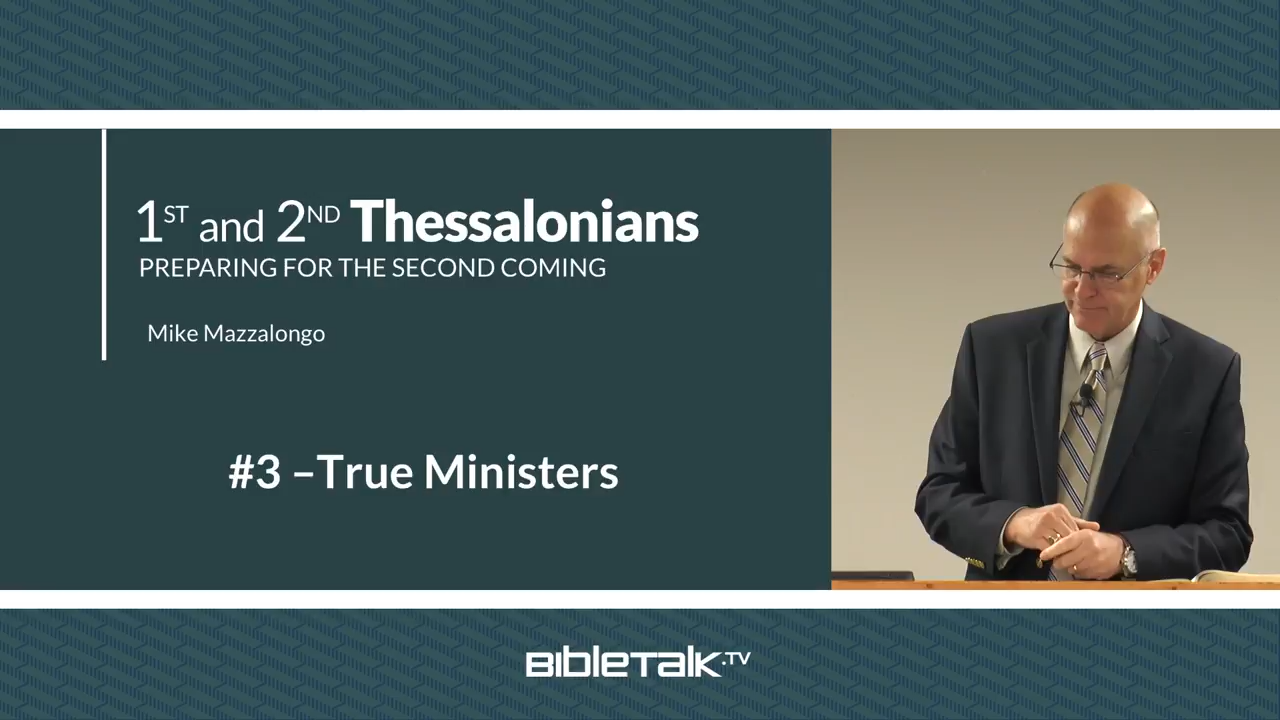 1ST and 2ND Thessalonians
PREPARING FOR THE SECOND COMING
Mike Mazzalongo
#3 –True Ministers
BIBLETALK.TV